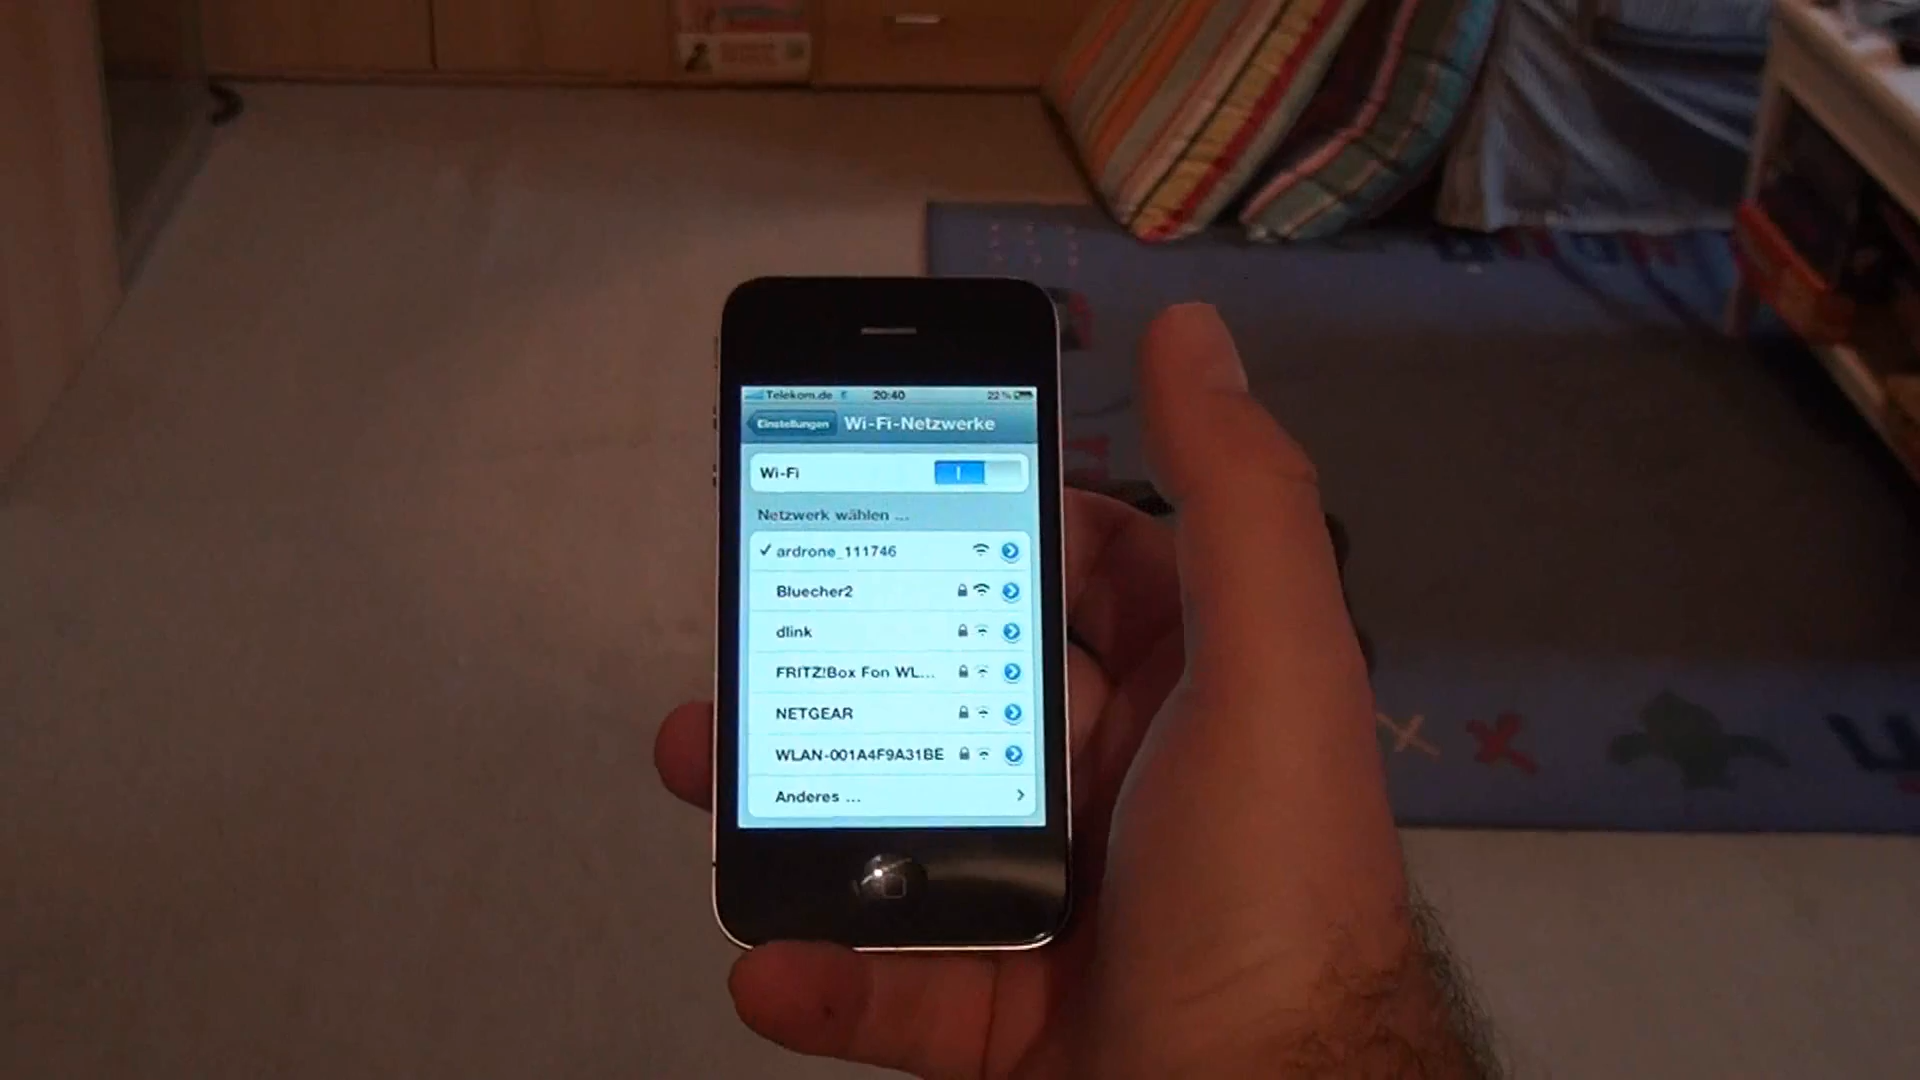 Telekom.de 20:40 22%
Einstellungen Wi-Fi-Netzwerke
Wi-Fi
Netzwerk wählen ...
ardrone_111746
Bluecher2
dlink
FRITZ!Box Fon WL...
NETGEAR
WLAN-001A4F9A31BE
Anderes ...